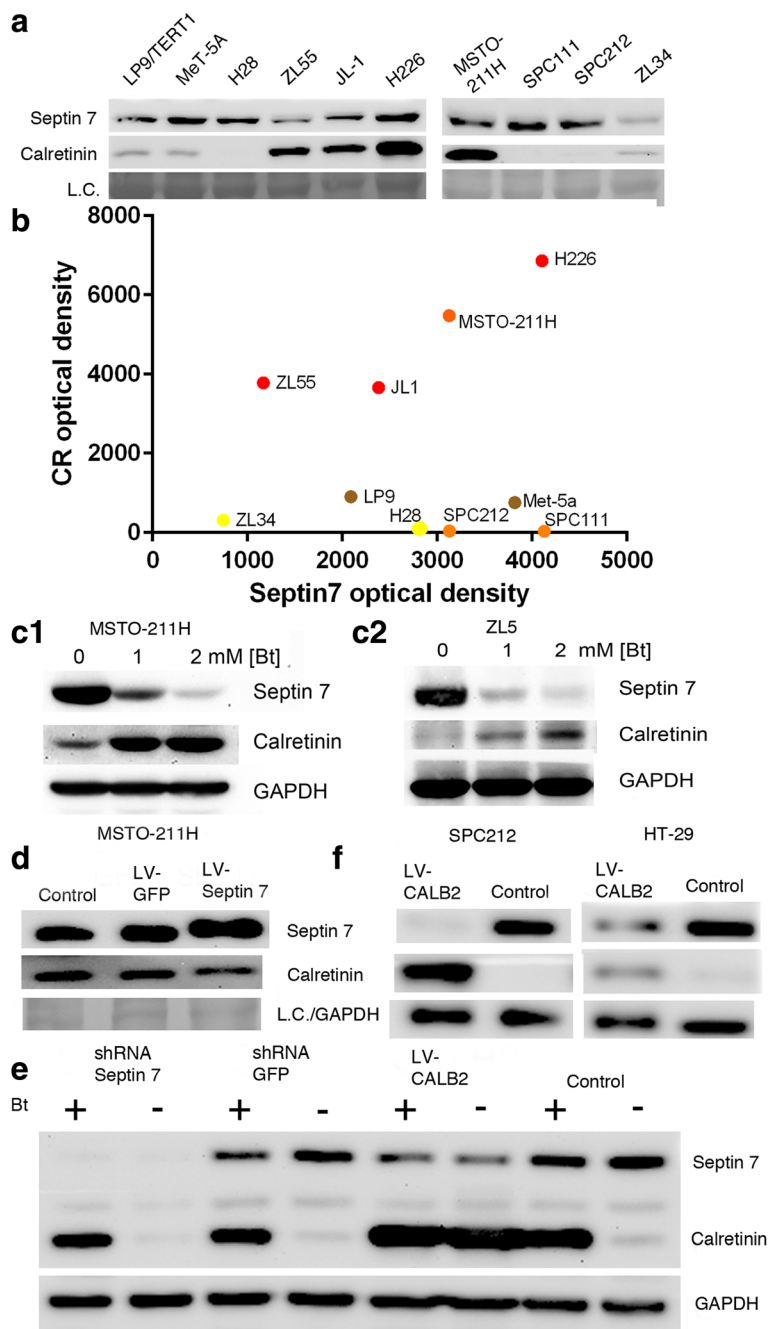 a
LP9/TERT1 MeT-5A H28 ZL55 JL-1 H226 MSTO-211H SPC111 SPC212 ZL34
Septin 7
Calretinin
L.C.
b
8000
6000
4000
2000
0
CR optical density
H226
MSTO-211H
ZL55
JL1
LP9
Met-5a
ZL34
H28
SPC212
SPC111
0 1000 2000 3000 4000 5000
Septin7 optical density
c1
MSTO-211H
0 1 2 mM [Bt]
Septin 7
Calretinin
GAPDH
c2
ZL5
0 1 2 mM [Bt]
Septin 7
Calretinin
GAPDH
d
MSTO-211H
Control LV-GFP LV-Septin 7
Septin 7
Calretinin
L.C./GAPDH
f
SPC212 HT-29
LV-CALB2 Control LV-CALB2 Control
e
shRNA Septin 7
shRNA GFP
LV-CALB2
Control
Bt + - + - + - + -
Septin 7
Calretinin
GAPDH